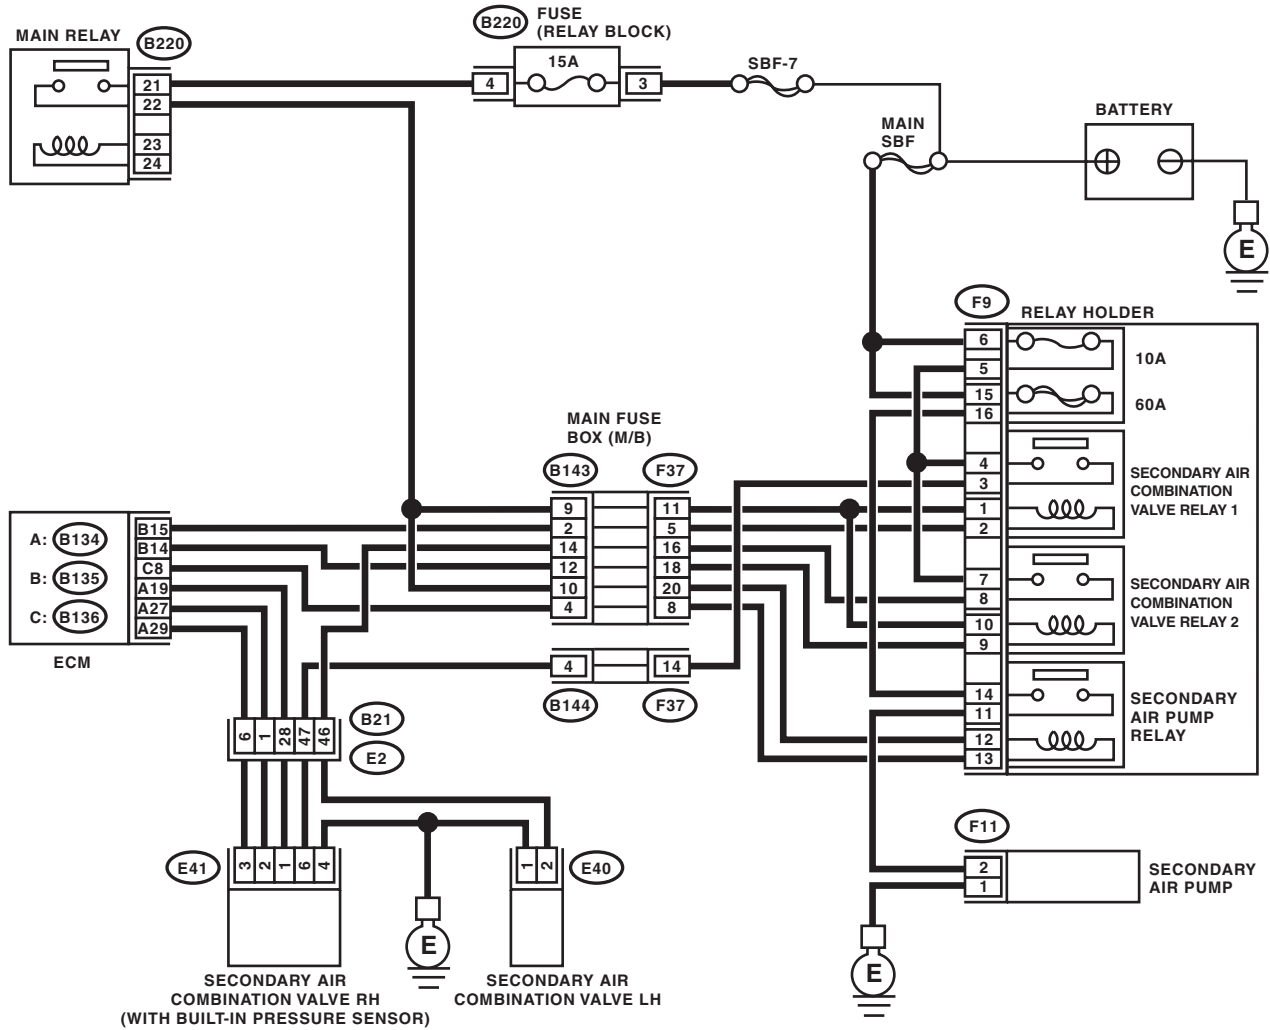 B220
FUSE
(RELAY BLOCK)
MAIN RELAY
B220
15A
SBF-7
21
4
3
22
BATTERY
MAIN
SBF
23
24
E
F9
RELAY HOLDER
6
10A
5
15
60A
16
MAIN FUSE
BOX (M/B)
B143
F37
4
3
SECONDARY AIR
COMBINATION
VALVE RELAY 1
9
11
1
2
5
2
14
16
12
18
10
20
4
8
7
8
SECONDARY AIR
COMBINATION
VALVE RELAY 2
10
9
A: B134
B: B135
C: B136
B15
B14
C8
A19
A27
A29
ECM
4
14
B144
F37
14
11
SECONDARY
AIR PUMP
RELAY
12
13
6
1
28
47
46
B21
E2
F11
2
1
SECONDARY
AIR PUMP
E41
3
2
1
6
4
1
2
E40
E
E
SECONDARY AIR
COMBINATION VALVE RH
(WITH BUILT-IN PRESSURE SENSOR)
SECONDARY AIR
COMBINATION VALVE LH